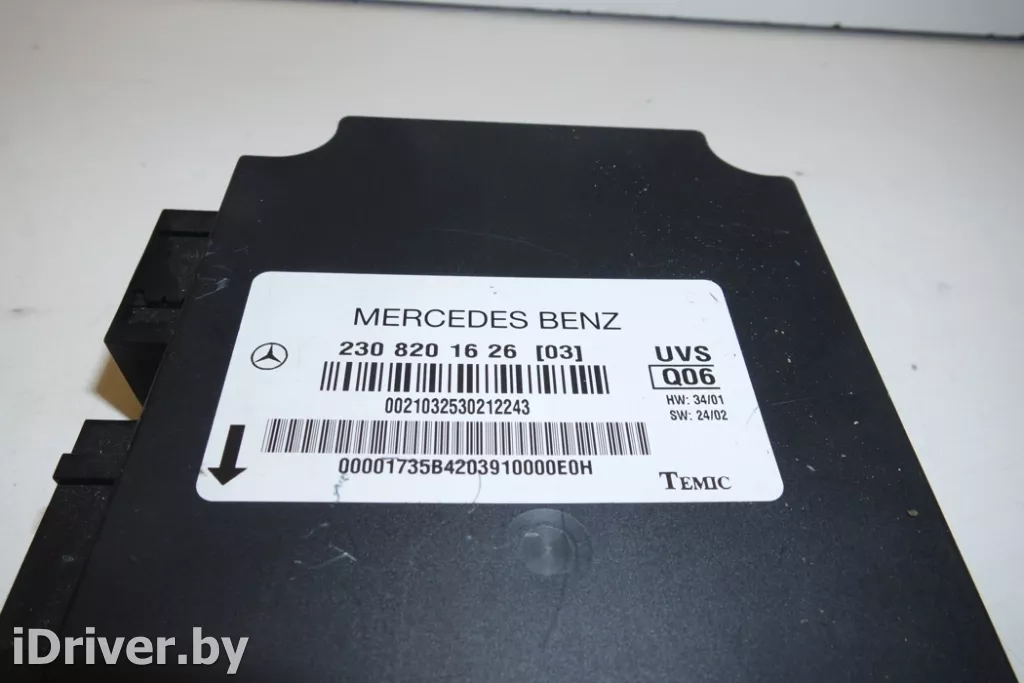 MERCEDES BENZ
230 820 16 26 [03]
0021032530212243
00001735B4203910000E0H
UVS
Q06
HW: 34/01
SW: 24/02
TEMIC
iDriver.by